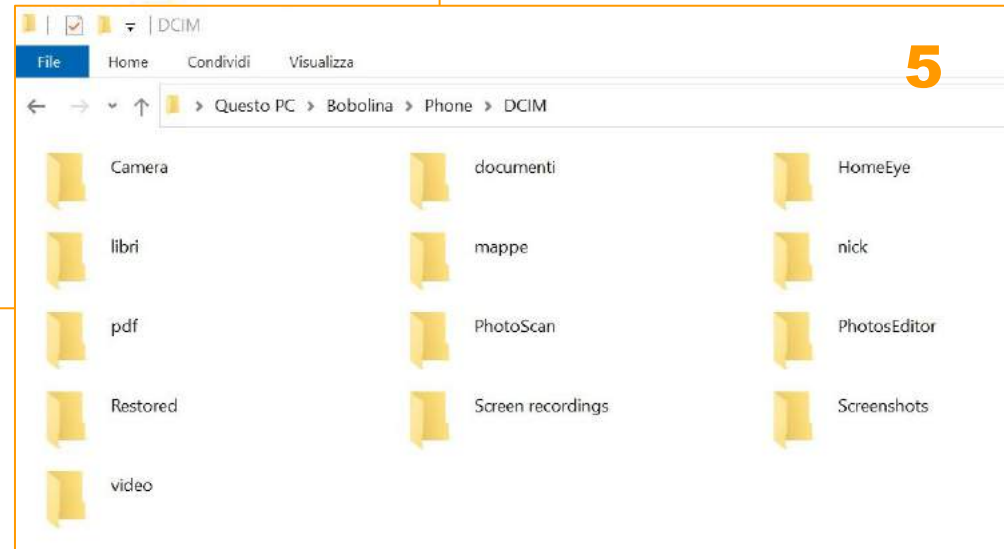 DCIM
5
File Home Condividi Visualizza
Questo PC > Bobolina > Phone > DCIM
Camera documenti HomeEye
libri mappe nick
pdf PhotoScan PhotosEditor
Restored Screen recordings Screenshots
video